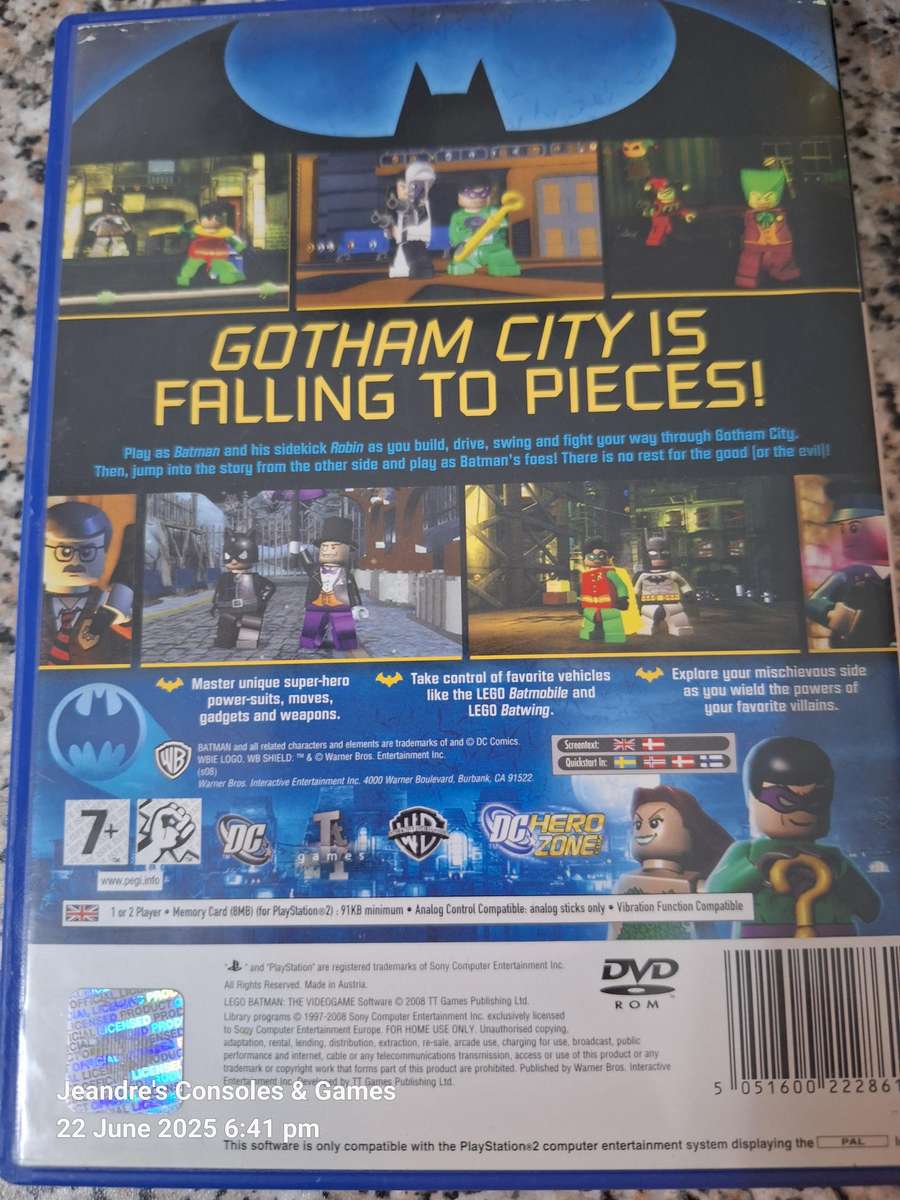 GOTHAM CITY IS
FALLING TO PIECES!
Play as Batman and his sidekick Robin as you build, drive, swing and fight your way through Gotham City.
Then, jump into the story from the other side and play as Batman's foes! There is no rest for the good (or the evil)!
Master unique super-hero
power-suits, moves,
gadgets and weapons.
Take control of favorite vehicles
like the LEGO Batmobile and
LEGO Batwing.
Explore your mischievous side
as you wield the powers of
your favorite villains.
WB
BATMAN and all related characters and elements are trademarks of and © DC Comics.
WBIE LOGO, WB SHIELD: ™ & © Warner Bros. Entertainment Inc.
(s08)
Warner Bros. Interactive Entertainment Inc. 4000 Warner Boulevard, Burbank, CA 91522.
Screentext:
Quickstart In:
7+
www.pegi.info
DC
games
WB
DC HERO
ZONE
1 or 2 Player • Memory Card (8MB) (for PlayStation®2) : 91KB minimum • Analog Control Compatible: analog sticks only • Vibration Function Compatible
" " and "PlayStation" are registered trademarks of Sony Computer Entertainment Inc.
All Rights Reserved. Made in Austria.
LEGO BATMAN: THE VIDEOGAME Software © 2008 TT Games Publishing Ltd.
Library programs © 1997-2008 Sony Computer Entertainment Inc. exclusively licensed
to Sony Computer Entertainment Europe. FOR HOME USE ONLY. Unauthorised copying,
adaptation, rental, lending, distribution, extraction, re-sale, arcade use, charging for use, broadcast, public
performance and internet, cable or any telecommunications transmission, access or use of this product or any
trademark or copyright work that forms part of this product are prohibited. Published by Warner Bros. Interactive
Entertainment Inc. Developed by TT Games Publishing Ltd.
DVD
ROM
5 051600 222861
OFFICIAL LICENSED PRODUCT
Jeandre's Consoles & Games
22 June 2025 6:41 pm
This software is only compatible with the PlayStation®2 computer entertainment system displaying the PAL